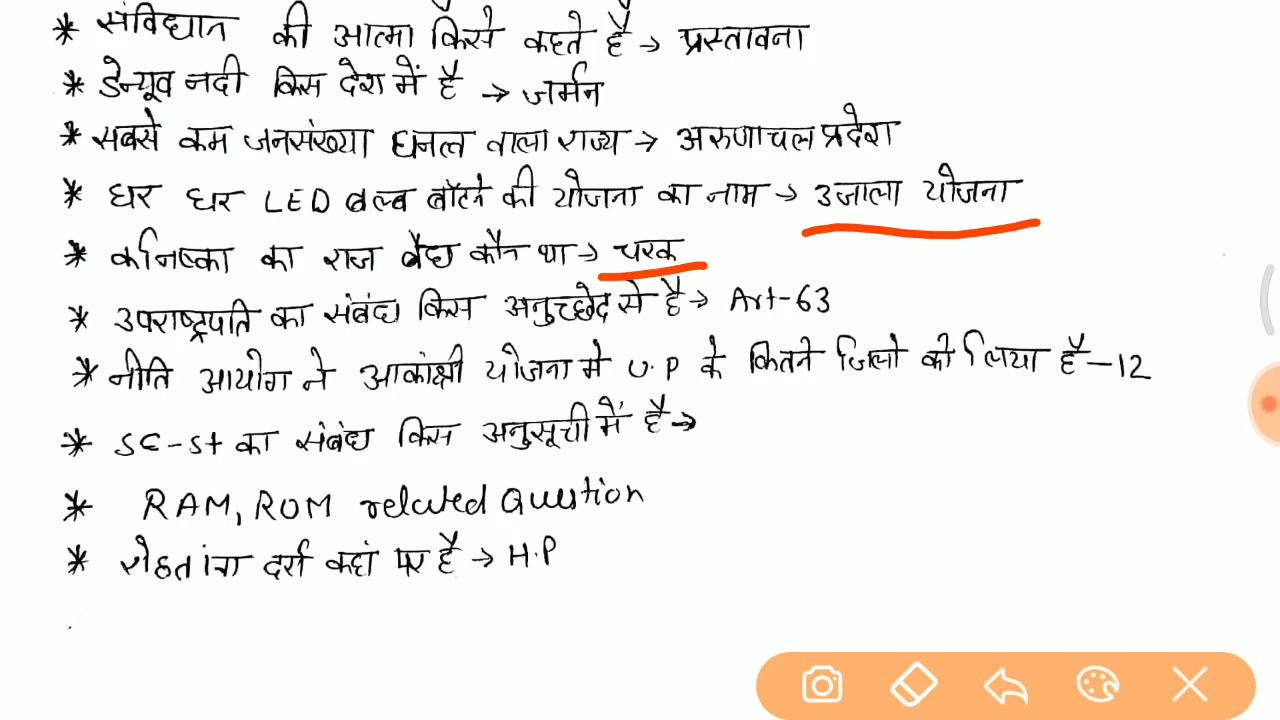 * संविधान की आत्मा किसे कहते है → प्रस्तावना
* डेन्यूव नदी किस देश में है → जर्मन
* सबसे कम जनसंख्या घनत्व वाला राज्य → अरुणाचल प्रदेश
* घर घर LED बल्ब बॉटने की योजना का नाम → उजाला योजना
* कनिष्का का राज वैद्य कौन था → चरक
* उपराष्ट्रपति का संबंध किस अनुच्छेद से है → Art-63
* नीति आयोग ने आकांक्षी योजना मे U.P के कितने जिलो को लिया है - 12
* SC-St का संबंध किस अनुसूची में है →
* RAM, ROM related Question
* रोहतांग दर्रा कहां पर है → H.P